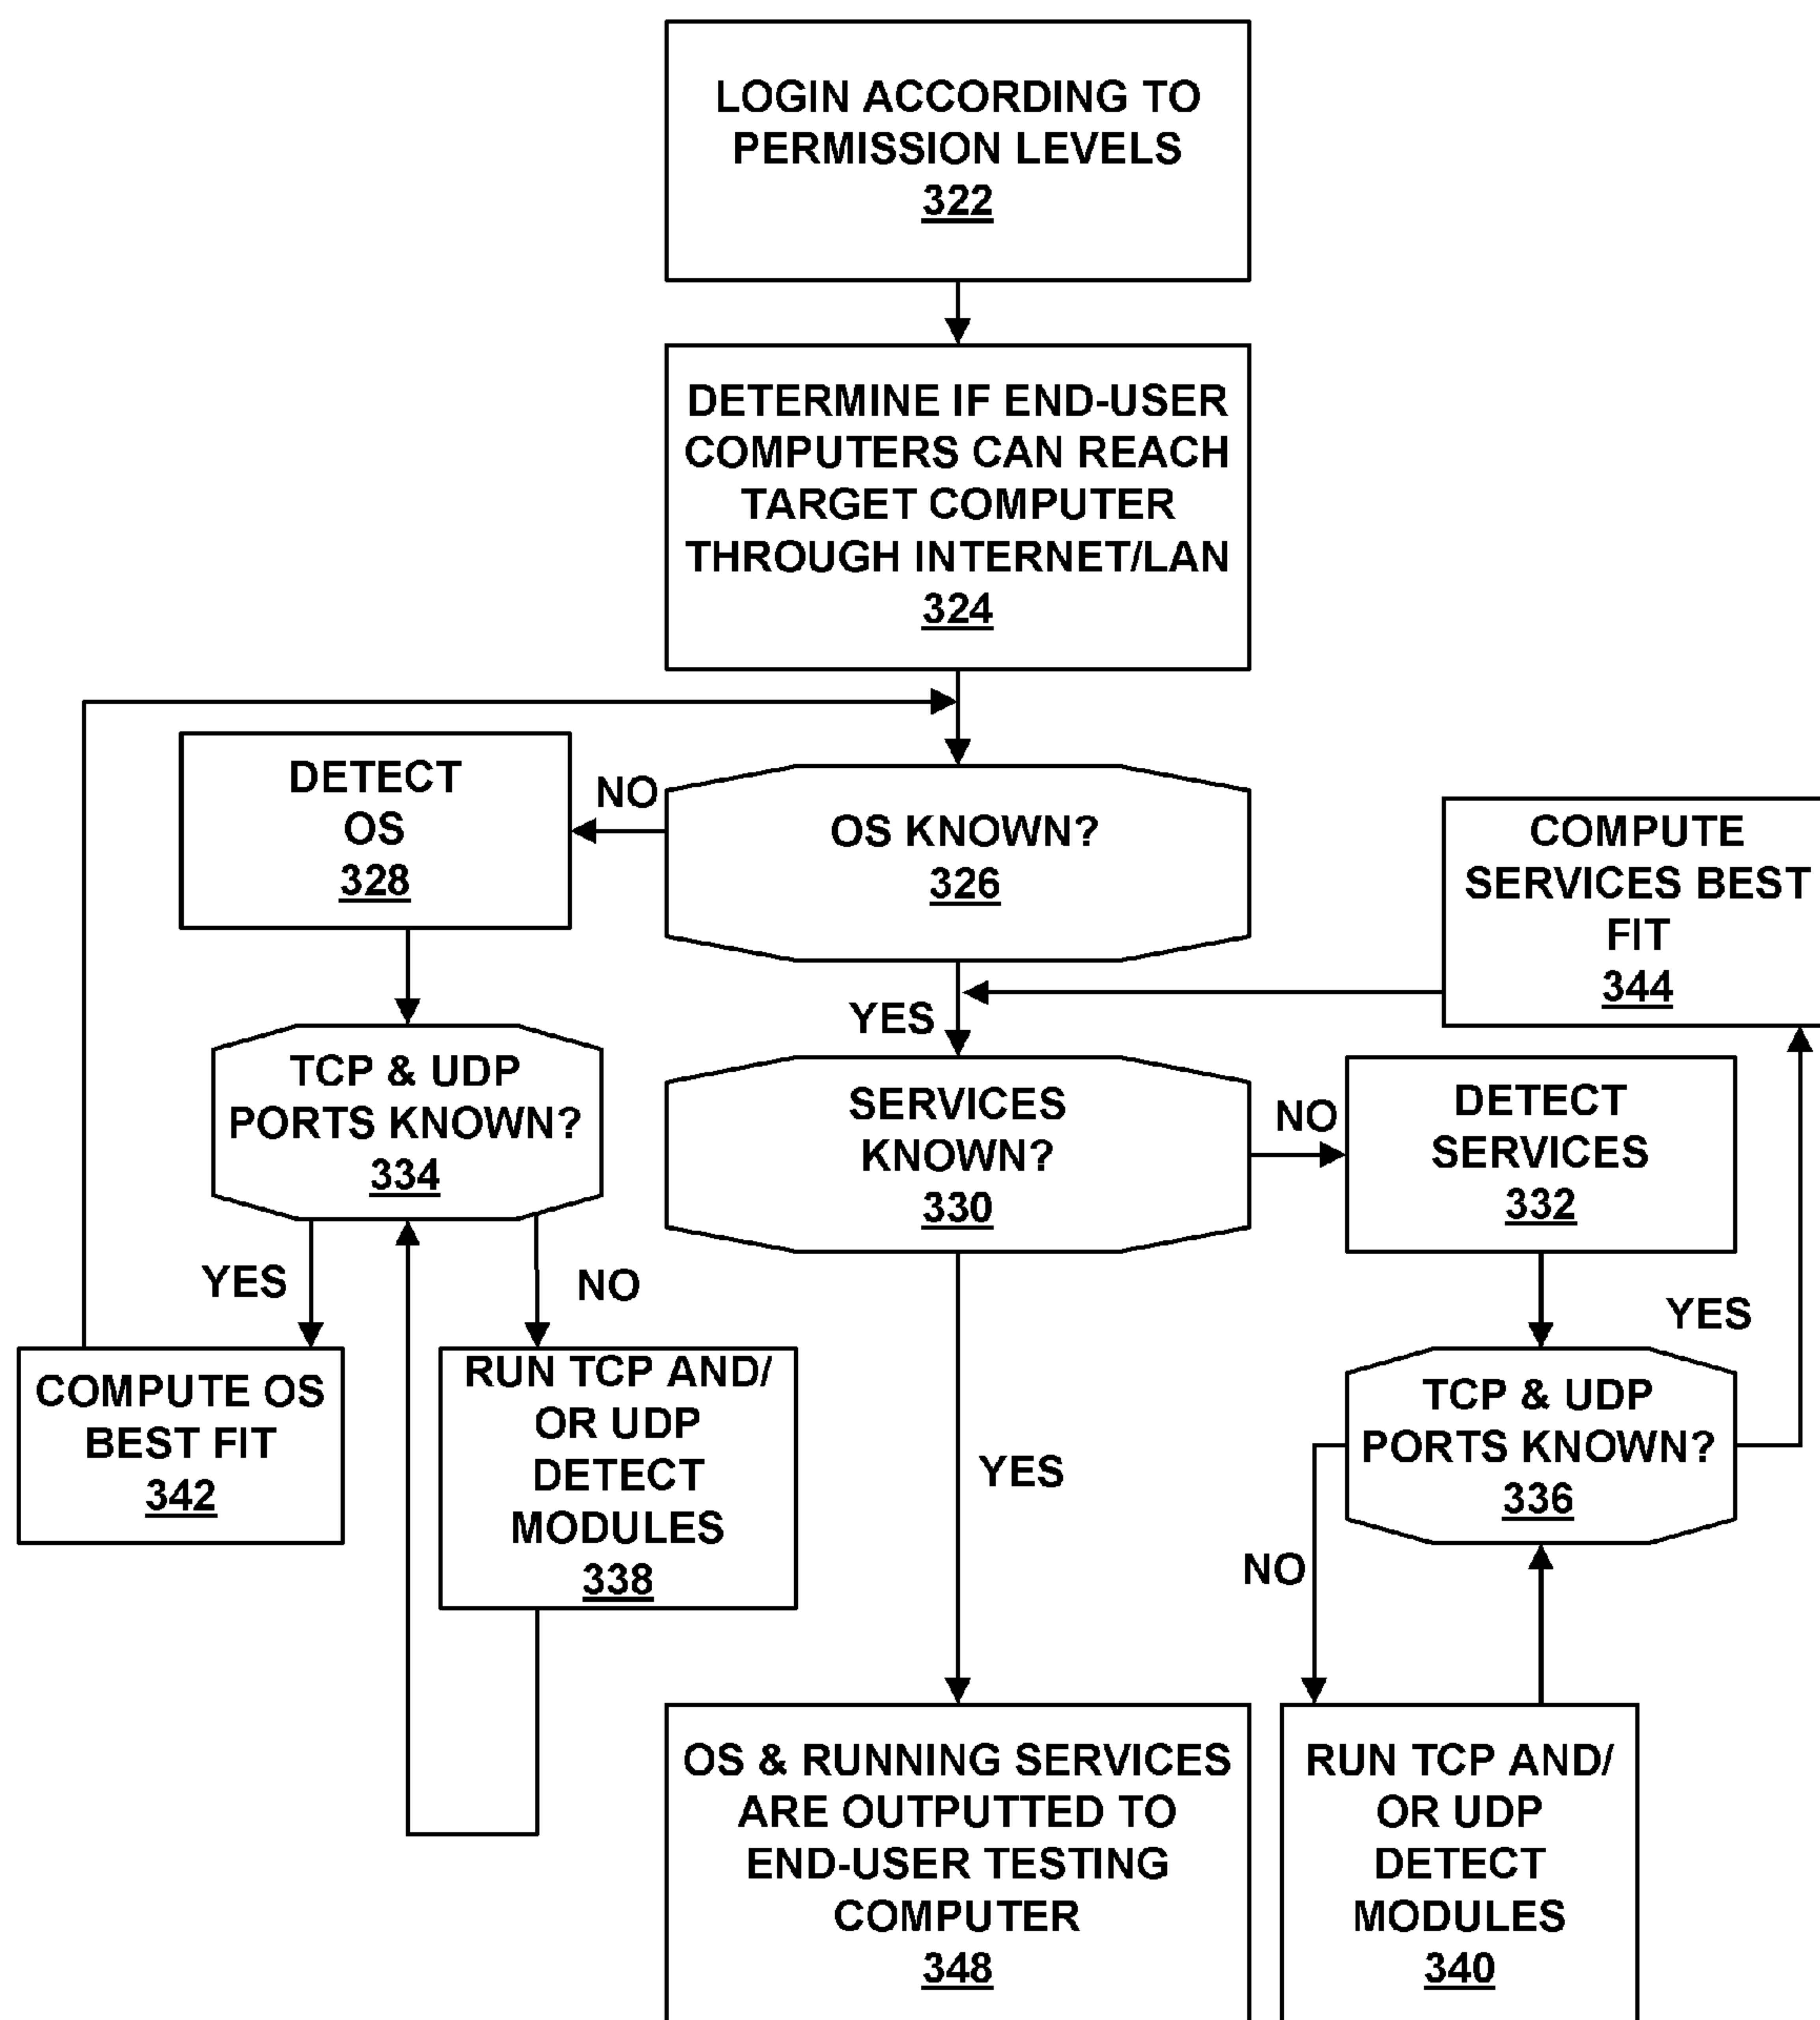 LOGIN ACCORDING TO
PERMISSION LEVELS
322
DETERMINE IF END-USER
COMPUTERS CAN REACH
TARGET COMPUTER
THROUGH INTERNET/LAN
324
DETECT
OS
328
NO
OS KNOWN?
326
COMPUTE
SERVICES BEST
FIT
344
YES
TCP & UDP
PORTS KNOWN?
334
SERVICES
KNOWN?
330
NO
DETECT
SERVICES
332
YES
NO
YES
COMPUTE OS
BEST FIT
342
RUN TCP AND/
OR UDP
DETECT
MODULES
338
YES
TCP & UDP
PORTS KNOWN?
336
NO
OS & RUNNING SERVICES
ARE OUTPUTTED TO
END-USER TESTING
COMPUTER
348
RUN TCP AND/
OR UDP
DETECT
MODULES
340